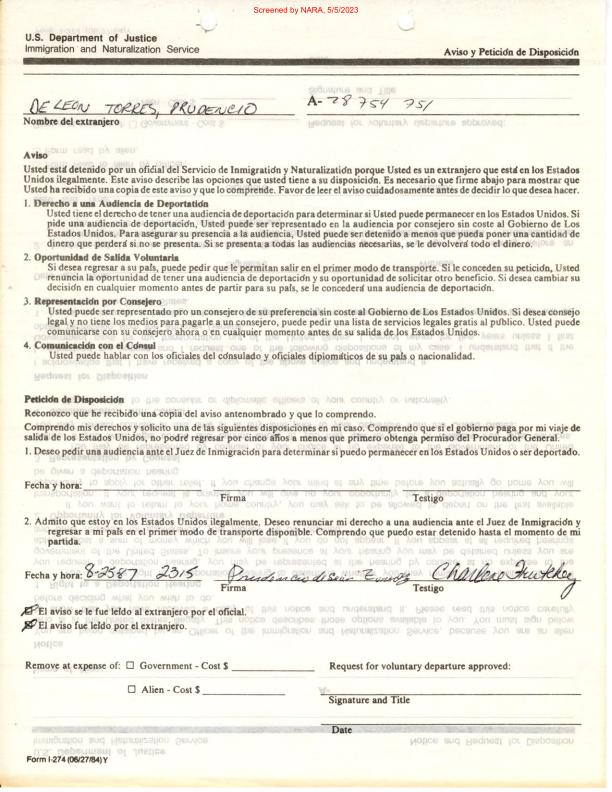 Screened by NARA, 5/5/2023
U.S. Department of Justice
Immigration and Naturalization Service
Aviso y Petición de Disposición
DE LEON TORRES, PRUDENCIO
A- 28 754 751
Nombre del extranjero
Aviso
Usted está detenido por un oficial del Servicio de Inmigración y Naturalización porque Usted es un extranjero que está en los Estados
Unidos ilegalmente. Este aviso describe las opciones que usted tiene a su disposición. Es necesario que firme abajo para mostrar que
Usted ha recibido una copia de este aviso y que lo comprende. Favor de leer el aviso cuidadosamente antes de decidir lo que desea hacer.
1. Derecho a una Audiencia de Deportación
Usted tiene el derecho de tener una audiencia de deportación para determinar si Usted puede permanecer en los Estados Unidos. Si
pide una audiencia de deportación, Usted puede ser representado en la audiencia por consejero sin coste al Gobierno de Los Estados
Unidos. Para asegurar su presencia a la audiencia, Usted puede ser detenido a menos que pueda poner una cantidad de
dinero que perderá si no se presenta. Si se presenta a todas las audiencias necesarias, se le devolverá todo el dinero.
2. Oportunidad de Salida Voluntaria
Si desea regresar a su país, puede pedir que le permitan salir en el primer modo de transporte. Si le conceden su petición, Usted
renuncia la oportunidad de tener una audiencia de deportación y su oportunidad de solicitar otro beneficio. Si desea cambiar su
decisión en cualquier momento antes de partir para su país, se le concederá una audiencia de deportación.
3. Representación por Consejero
Usted puede ser representado pro un consejero de su preferencia sin coste al Gobierno de Los Estados Unidos. Si desea consejo
legal y no tiene los medios para pagarle a un consejero, puede pedir una lista de servicios legales gratis al público. Usted puede
comunicarse con su consejero ahora o en cualquier momento antes de su salida de los Estados Unidos.
4. Comunicación con el Cónsul
Usted puede hablar con los oficiales del cónsulado y oficiales diplomáticos de su país o nacionalidad.
Petición de Disposición
Reconozco que he recibido una copia del aviso antenombrado y que lo comprendo.
Comprendo mis derechos y solicito una de las siguientes disposiciones en mi caso. Comprendo que si el gobierno paga por mi viaje de
salida de los Estados Unidos, no podré regresar por cinco años a menos que primero obtenga permiso del Procurador General.
1. Deseo pedir una audiencia ante el Juez de Inmigración para determinar si puedo permanecer en los Estados Unidos o ser deportado.
Fecha y hora:
Firma Testigo
2. Admito que estoy en los Estados Unidos ilegalmente. Deseo renunciar mi derecho a una audiencia ante el Juez de Inmigración y
regresar a mi país en el primer modo de transporte disponible. Comprendo que puedo estar detenido hasta el momento de mi
partida.
Fecha y hora: 8-25-87 2315 Prudencio de Charlene
Firma Testigo
El aviso se le fue leído al extranjero por el oficial.
El aviso fue leído por el extranjero.
Remove at expense of: ☐ Government - Cost $
Request for voluntary departure approved:
☐ Alien - Cost $
Signature and Title
Date
Form I-274 (06/27/84) Y